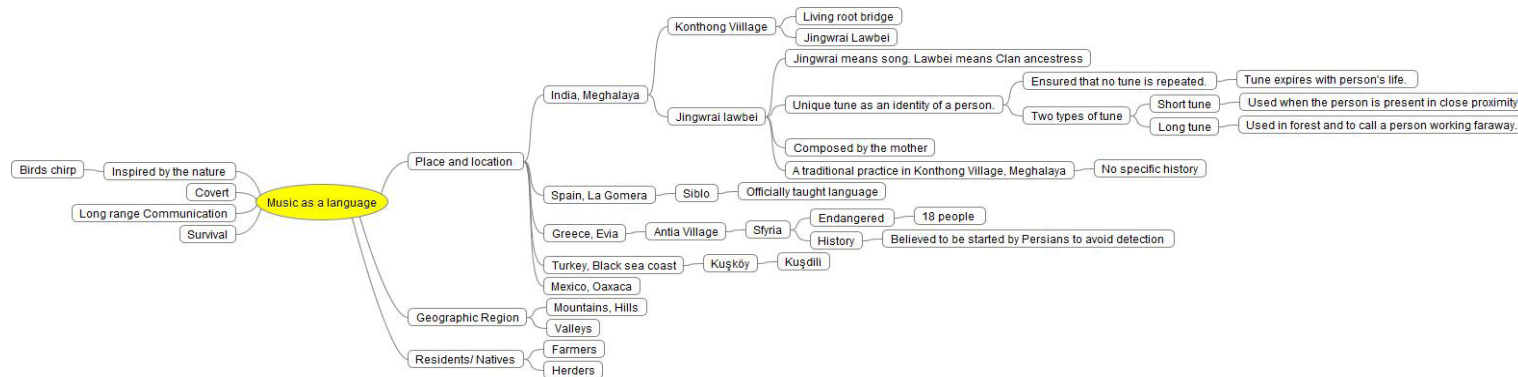 Music as a language
Inspired by the nature
Birds chirp
Covert
Long range Communication
Survival
Place and location
India, Meghalaya
Konthong Viillage
Living root bridge
Jingwrai Lawbei
Jingwrai lawbei
Jingwrai means song. Lawbei means Clan ancestress
Unique tune as an identity of a person.
Ensured that no tune is repeated.
Tune expires with person's life.
Two types of tune
Short tune
Used when the person is present in close proximity
Long tune
Used in forest and to call a person working faraway.
Composed by the mother
A traditional practice in Konthong Village, Meghalaya
No specific history
Spain, La Gomera
Siblo
Officially taught language
Greece, Evia
Antia Village
Sfyria
Endangered
18 people
History
Believed to be started by Persians to avoid detection
Turkey, Black sea coast
Kuşköy
Kuşdili
Mexico, Oaxaca
Geographic Region
Mountains, Hills
Valleys
Residents/ Natives
Farmers
Herders